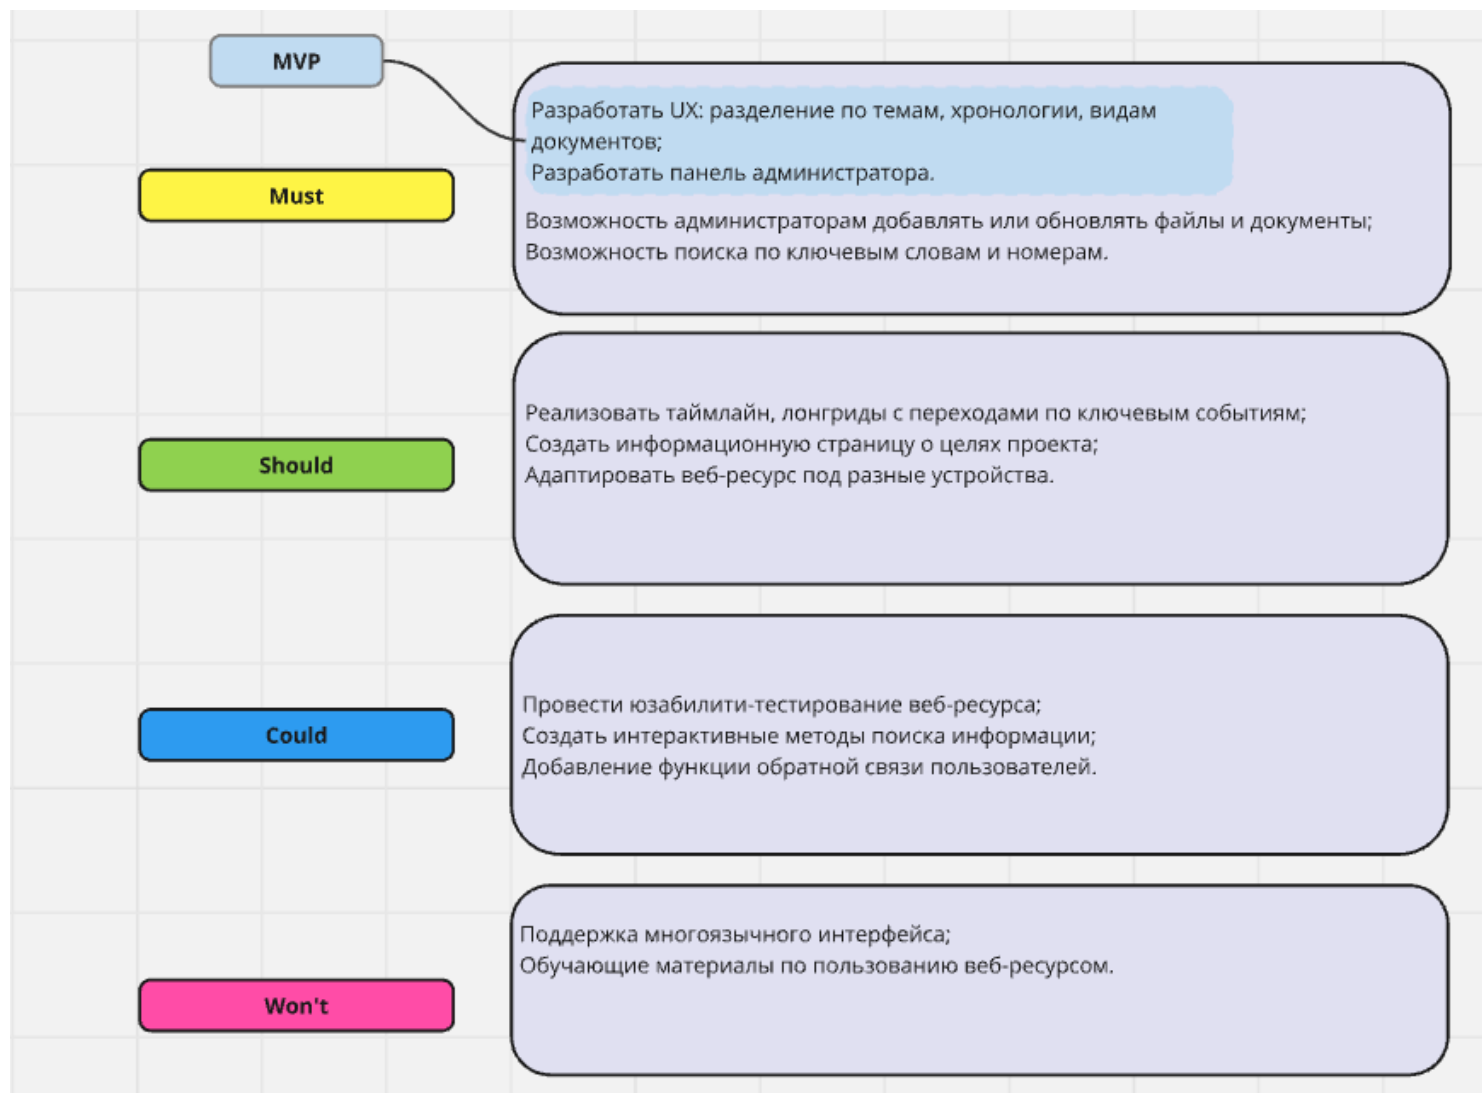 MVP
Разработать UX: разделение по темам, хронологии, видам
документов;
Разработать панель администратора.
Must
Возможность администраторам добавлять или обновлять файлы и документы;
Возможность поиска по ключевым словам и номерам.
Should
Реализовать таймлайн, лонгриды с переходами по ключевым событиям;
Создать информационную страницу о целях проекта;
Адаптировать веб-ресурс под разные устройства.
Could
Провести юзабилити-тестирование веб-ресурса;
Создать интерактивные методы поиска информации;
Добавление функции обратной связи пользователей.
Won't
Поддержка многоязычного интерфейса;
Обучающие материалы по пользованию веб-ресурсом.